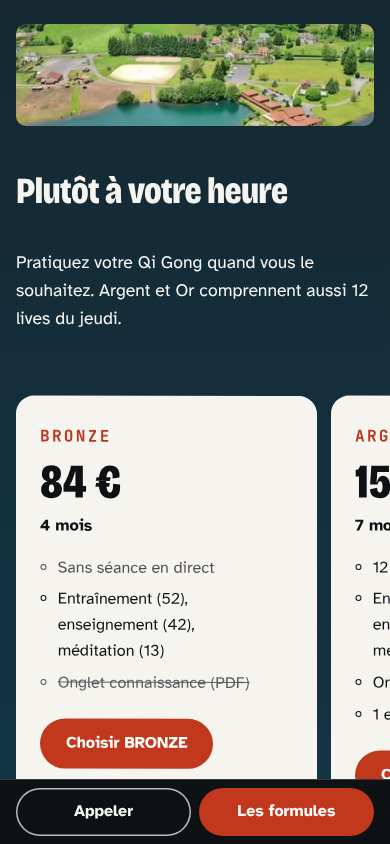 Plutôt à votre heure
Pratiquez votre Qi Gong quand vous le
souhaitez. Argent et Or comprennent aussi 12
lives du jeudi.
BRONZE
84 €
4 mois
Sans séance en direct
Entraînement (52),
enseignement (42),
méditation (13)
Onglet connaissance (PDF)
Choisir BRONZE
ARG
15
7 mo
12
En
en
me
Or
1 e
C
Appeler
Les formules